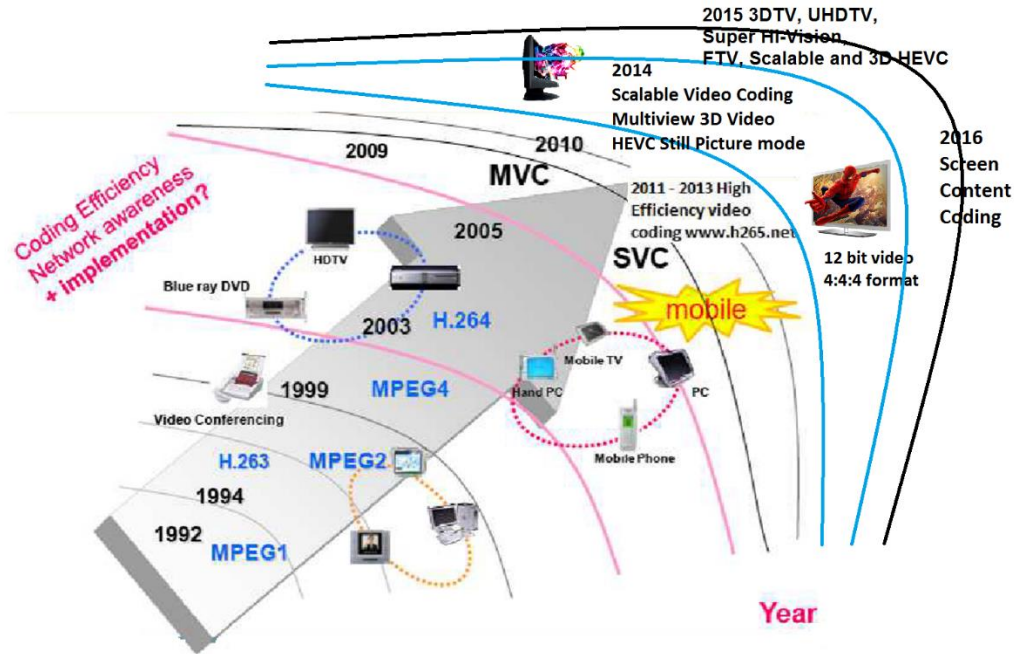 2015 3DTV, UHDTV,
Super Hi-Vision,
FTV, Scalable and 3D HEVC
2014
Scalable Video Coding
Multiview 3D Video
HEVC Still Picture mode
2016
Screen
Content
Coding
2010
2009
MVC
2011 - 2013 High
Efficiency video
coding www.h265.net
Coding Efficiency
Network awareness
+ implementation?
2005
SVC
12 bit video
4:4:4 format
HDTV
Blue ray DVD
mobile
2003
H.264
Mobile TV
1999
MPEG4
Hand PC
PC
Video Conferencing
Mobile Phone
H.263
MPEG2
1994
1992
MPEG1
Year